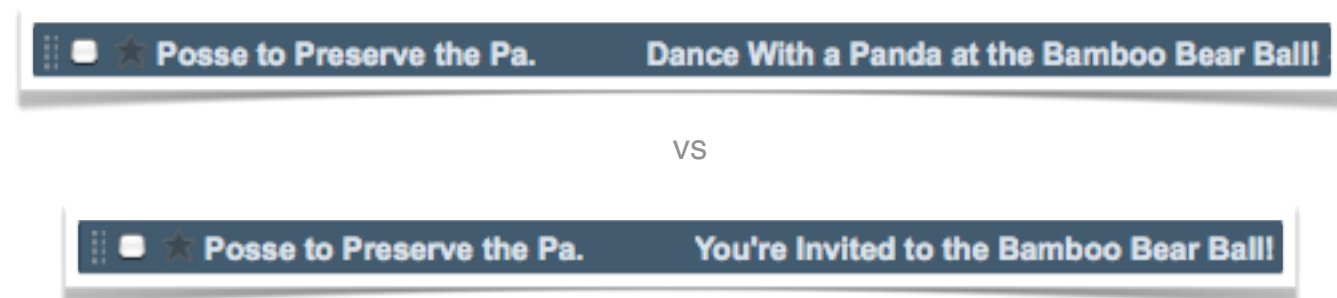 Posse to Preserve the Pa. Dance With a Panda at the Bamboo Bear Ball!
vs
Posse to Preserve the Pa. You're Invited to the Bamboo Bear Ball!